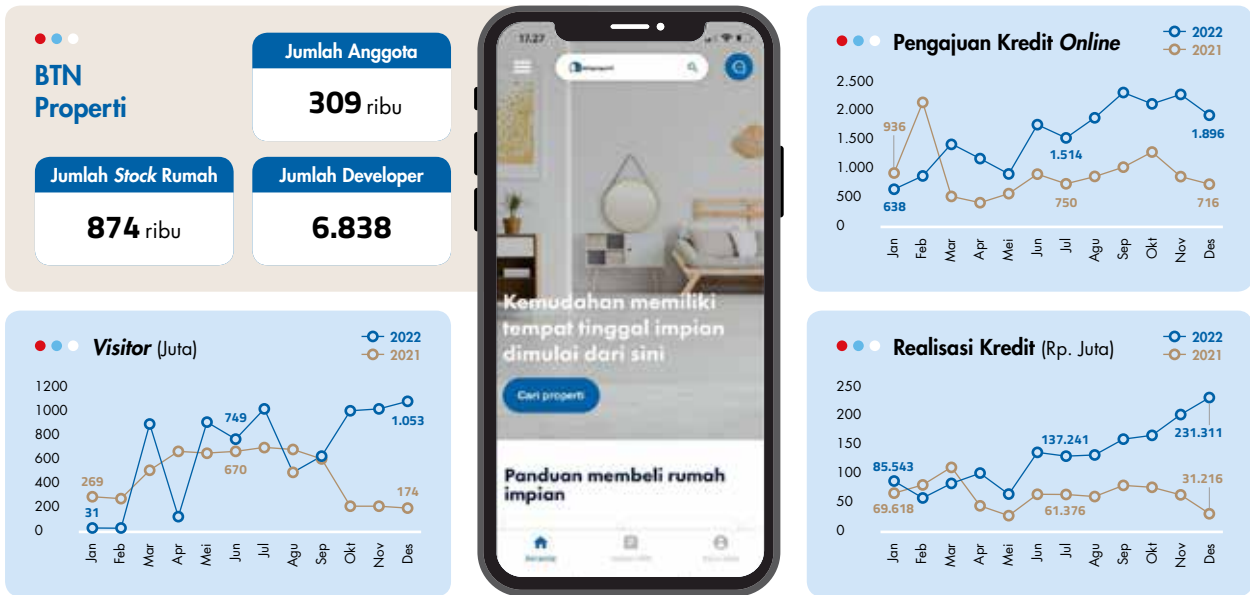 BTN
Properti
Jumlah Anggota
309 ribu
Jumlah Stock Rumah
874 ribu
Jumlah Developer
6.838
17.27
Kemudahan memiliki
tempat tinggal impian
dimulai dari sini
Cari properti
Panduan membeli rumah
impian
Pengajuan Kredit Online
2022
2021
2.500
2.000
1.500
1.000
500
0
936
638
1.514
750
1.896
716
Jan Feb Mar Apr Mei Jun Jul Agu Sep Okt Nov Des
Visitor (Juta)
2022
2021
1200
1000
800
600
400
200
0
269
31
749
670
1.053
174
Jan Feb Mar Apr Mei Jun Jul Agu Sep Okt Nov Des
Realisasi Kredit (Rp. Juta)
2022
2021
250
200
150
100
50
0
85.543
69.618
137.241
61.376
231.311
31.216
Jan Feb Mar Apr Mei Jun Jul Agu Sep Okt Nov Des